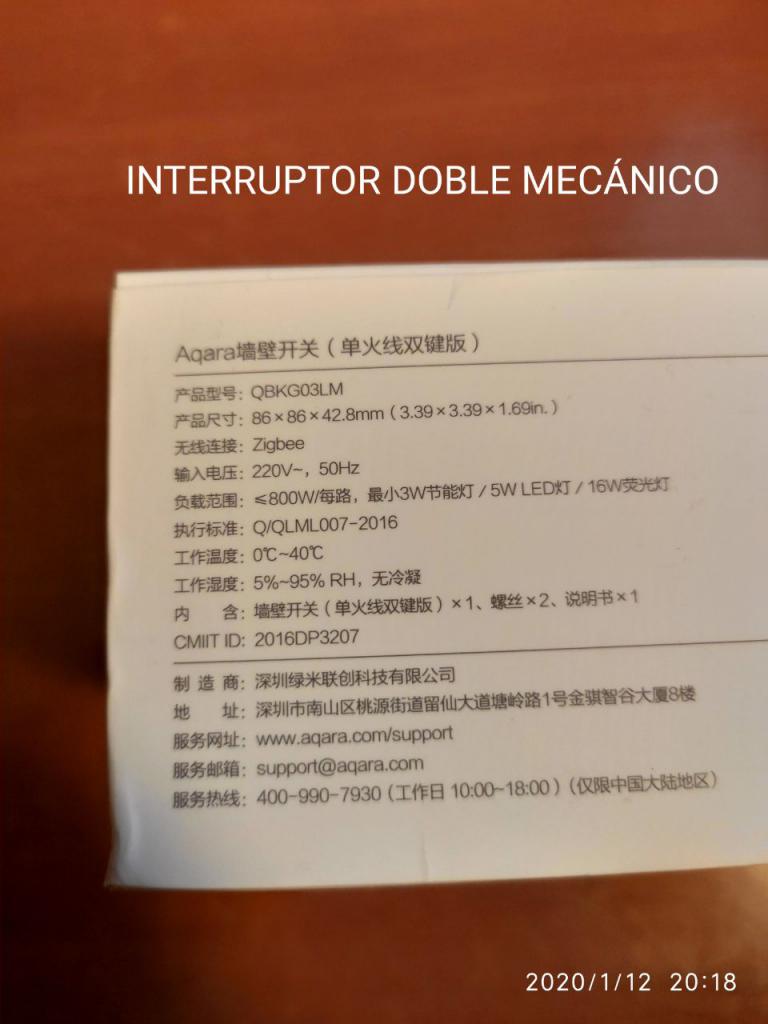 INTERRUPTOR DOBLE MECÁNICO
Aqara墙壁开关（单火线双键版）
产品型号：QBKG03LM
产品尺寸：86×86×42.8mm（3.39×3.39×1.69in.）
无线连接：Zigbee
输入电压：220V~，50Hz
负载范围：≤800W/每路，最小3W节能灯 / 5W LED灯 / 16W荧光灯
执行标准：Q/QLML007-2016
工作温度：0℃~40℃
工作湿度：5%~95% RH，无冷凝
内　　含：墙壁开关（单火线双键版）×1、螺丝×2、说明书×1
CMIIT ID：2016DP3207
制 造 商：深圳绿米联创科技有限公司
地　　址：深圳市南山区桃源街道留仙大道塘岭路1号金骐智谷大厦8楼
服务网址：www.aqara.com/support
服务邮箱：support@aqara.com
服务热线：400-990-7930（工作日 10:00~18:00）（仅限中国大陆地区）
2020/1/12 20:18